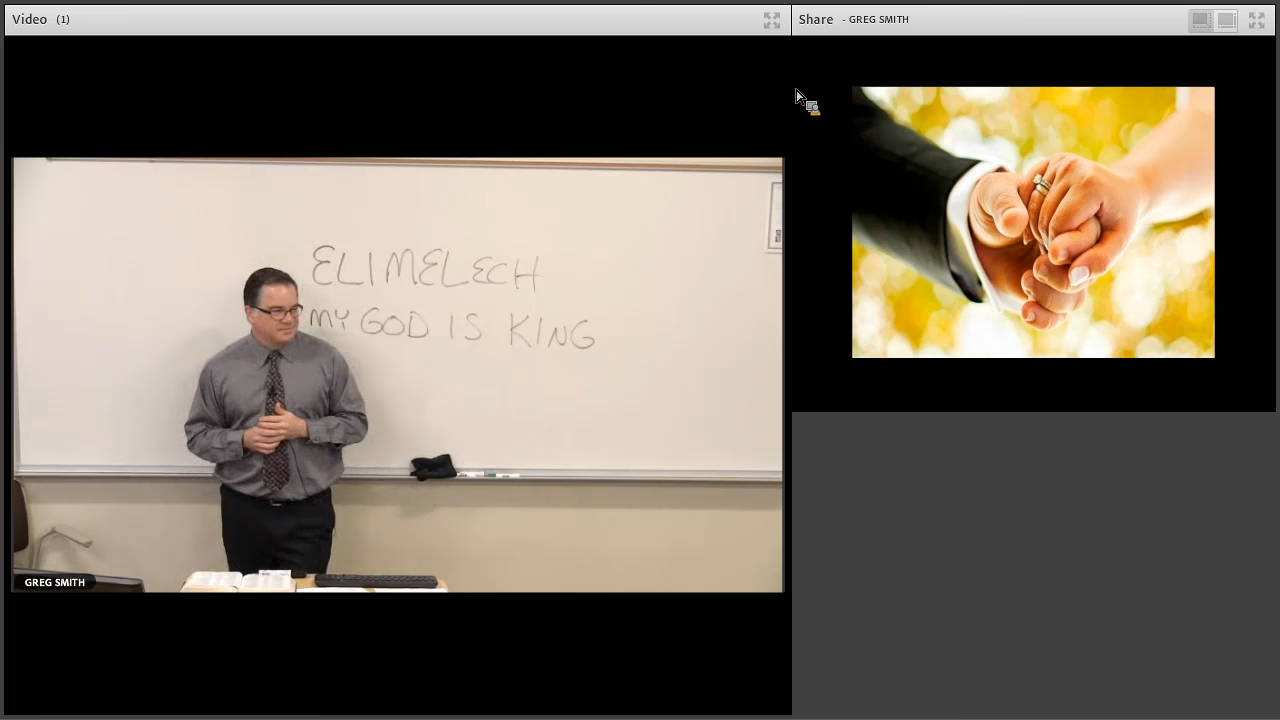 Video (1)
Share - GREG SMITH
ELIMELECH
MY GOD IS KING
GREG SMITH